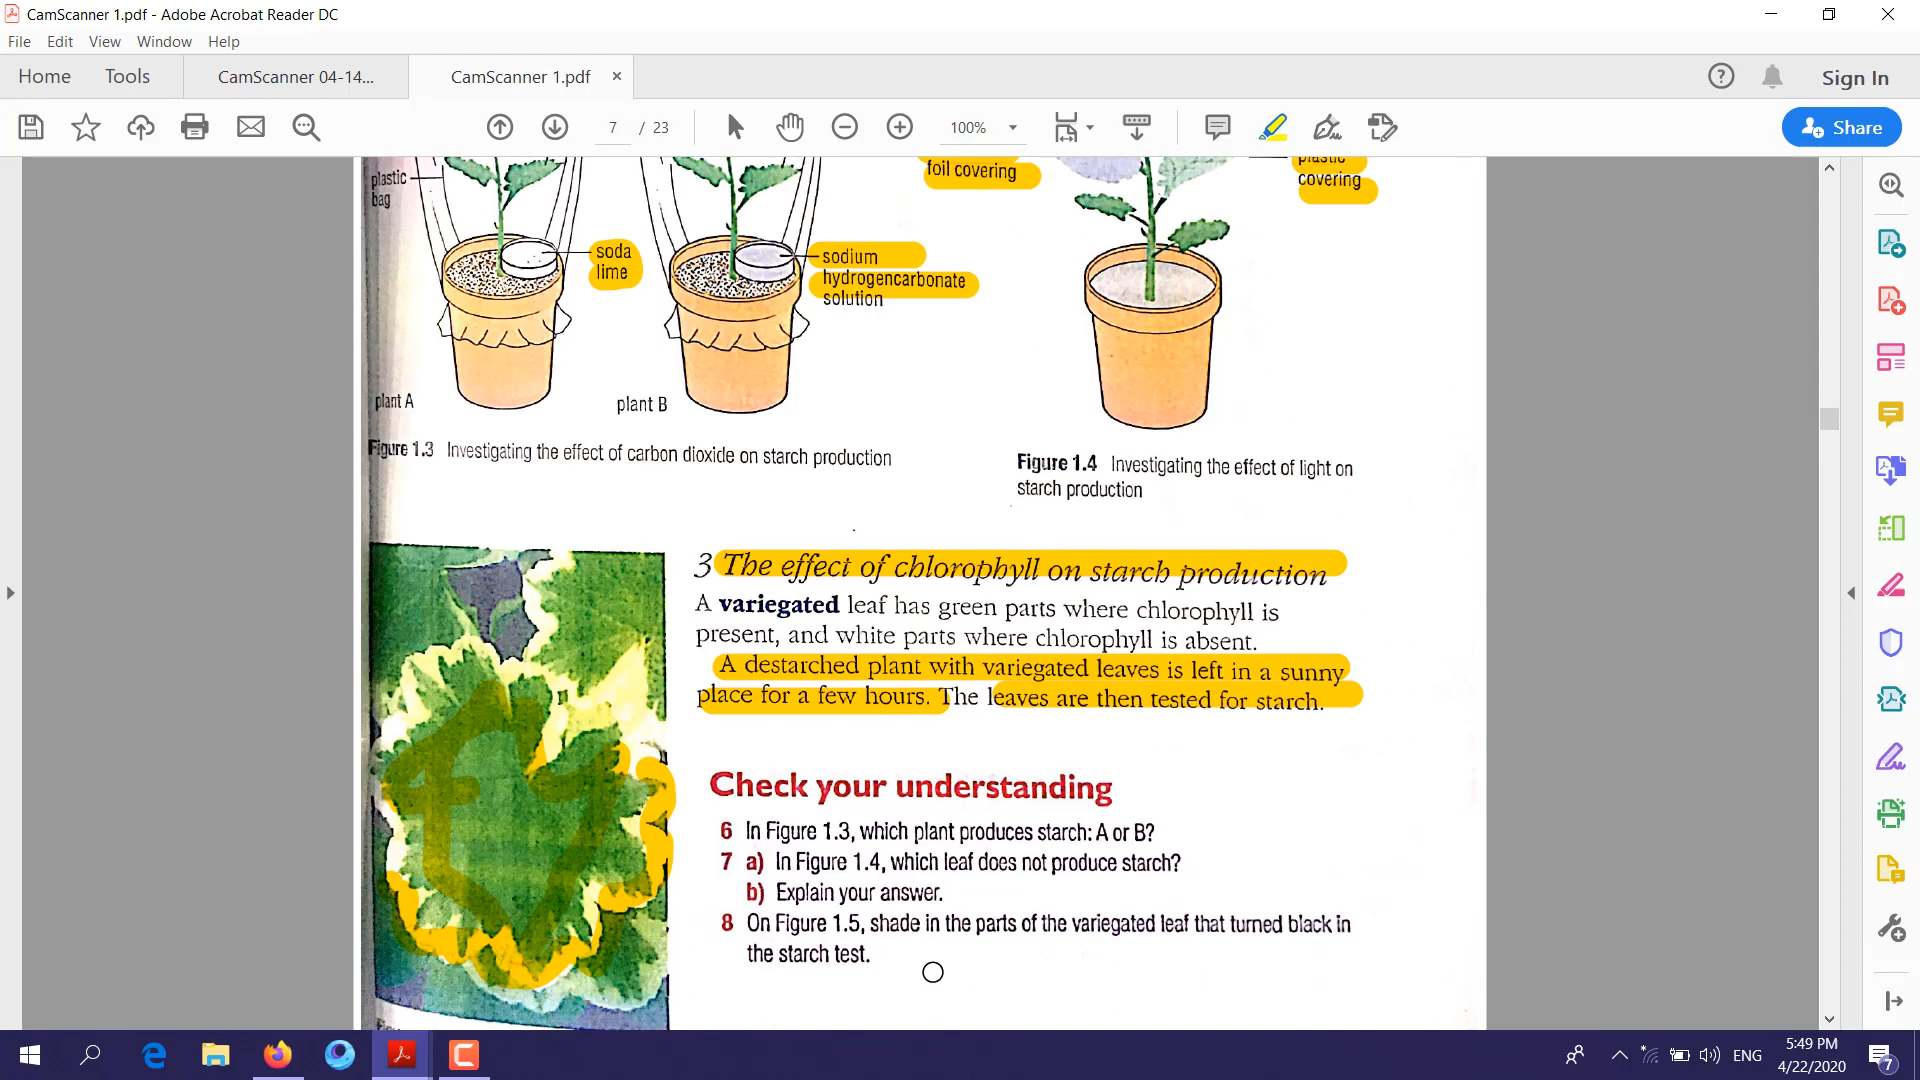 CamScanner 1.pdf - Adobe Acrobat Reader DC
File Edit View Window Help
Home Tools CamScanner 04-14... CamScanner 1.pdf × Sign In
7 / 23 100% Share
plastic
bag
soda
lime
sodium
hydrogencarbonate
solution
foil covering
plastic
covering
plant A
plant B
Figure 1.3 Investigating the effect of carbon dioxide on starch production
Figure 1.4 Investigating the effect of light on
starch production
3 The effect of chlorophyll on starch production
A variegated leaf has green parts where chlorophyll is
present, and white parts where chlorophyll is absent.
A destarched plant with variegated leaves is left in a sunny
place for a few hours. The leaves are then tested for starch.
Check your understanding
6 In Figure 1.3, which plant produces starch: A or B?
7 a) In Figure 1.4, which leaf does not produce starch?
b) Explain your answer.
8 On Figure 1.5, shade in the parts of the variegated leaf that turned black in
the starch test.
ENG
5:49 PM
4/22/2020
7